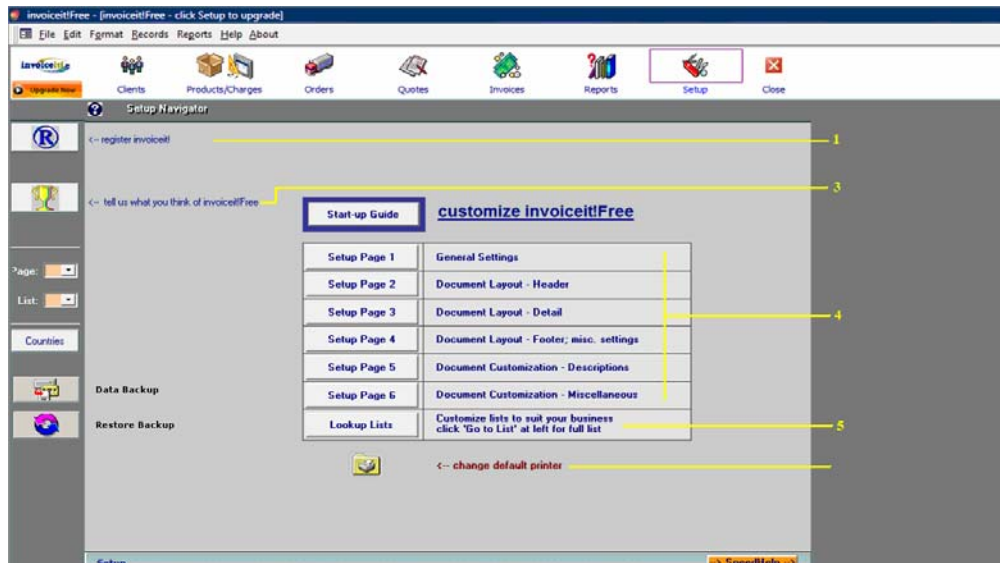 invoiceit!Free - [invoiceit!Free - click Setup to upgrade]
File Edit Format Records Reports Help About
invoiceit!
Upgrade Now
Clients Products/Charges Orders Quotes Invoices Reports Setup Close
Setup Navigator
<-- register invoiceit!
1
3
<-- tell us what you think of invoiceit!Free
Start-up Guide customize invoiceit!Free
Setup Page 1 General Settings
Page:
Setup Page 2 Document Layout - Header
List:
Setup Page 3 Document Layout - Detail
4
Countries
Setup Page 4 Document Layout - Footer; misc. settings
Setup Page 5 Document Customization - Descriptions
Data Backup
Setup Page 6 Document Customization - Miscellaneous
Restore Backup
Lookup Lists Customize lists to suit your business
click 'Go to List' at left for full list
5
<-- change default printer
Setup
--> SpeedHelp -->